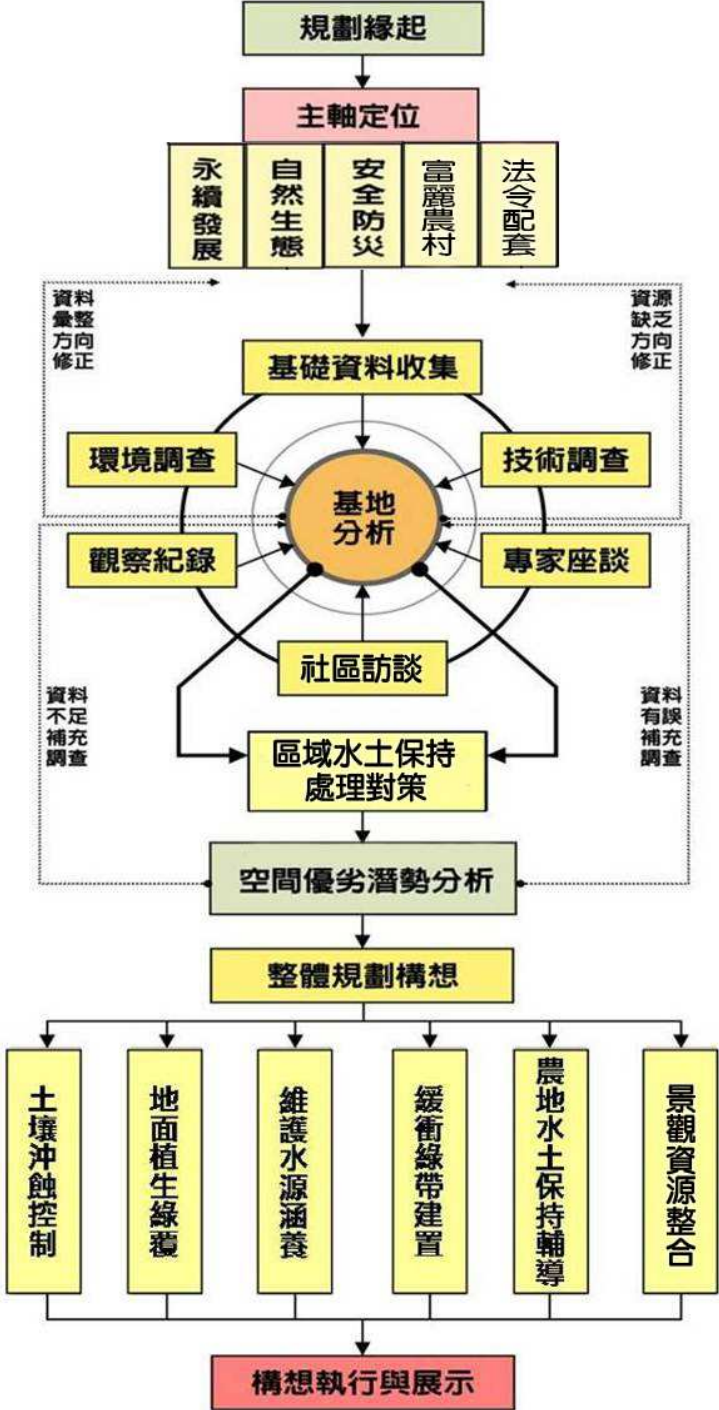 規劃緣起
主軸定位
永續發展
自然生態
安全防災
富麗農村
法令配套
資料
彙整
方向
修正
資源
缺乏
方向
修正
基礎資料收集
環境調查
技術調查
基地
分析
觀察紀錄
專家座談
社區訪談
資料
不足
補充
調查
資料
有誤
補充
調查
區域水土保持
處理對策
空間優劣潛勢分析
整體規劃構想
土壤沖蝕控制
地面植生綠覆
維護水源涵養
緩衝綠帶建置
農地水土保持輔導
景觀資源整合
構想執行與展示